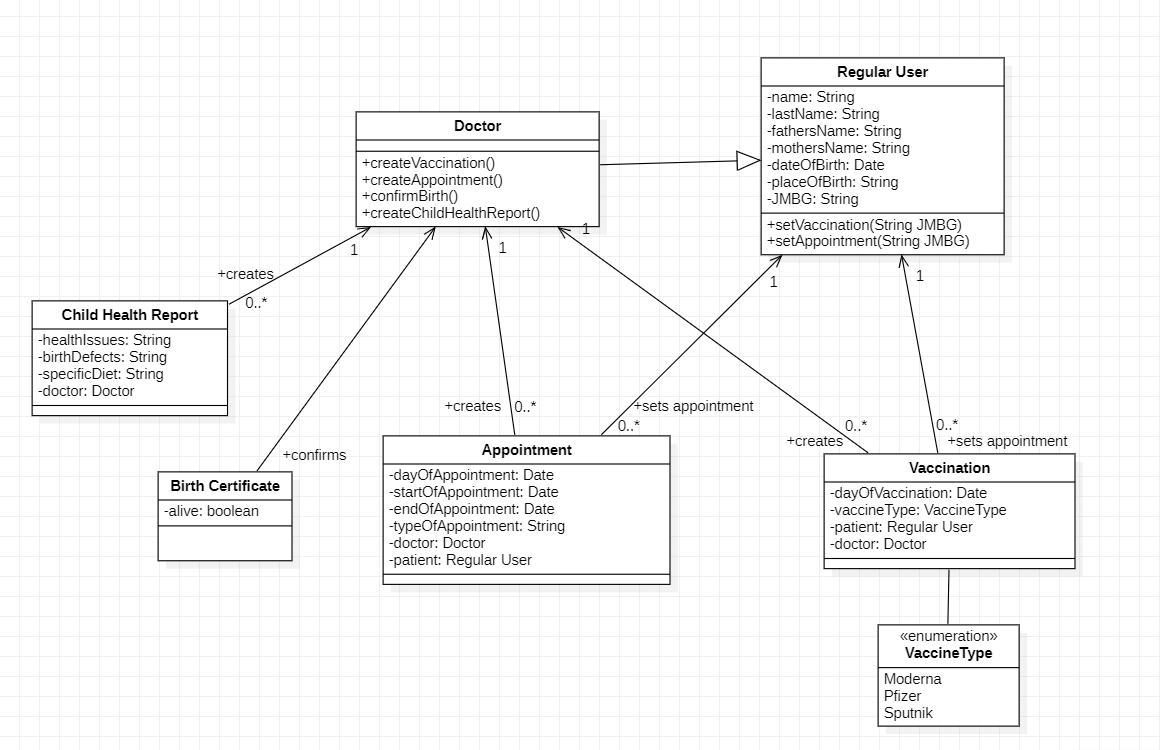 Regular User
-name: String
-lastName: String
-fathersName: String
-mothersName: String
-dateOfBirth: Date
-placeOfBirth: String
-JMBG: String
+setVaccination(String JMBG)
+setAppointment(String JMBG)
Doctor
+createVaccination()
+createAppointment()
+confirmBirth()
+createChildHealthReport()
1
1
1
1
1
+creates
0..*
Child Health Report
-healthIssues: String
-birthDefects: String
-specificDiet: String
-doctor: Doctor
+confirms
Birth Certificate
-alive: boolean
+creates
0..*
+sets appointment
0..*
Appointment
-dayOfAppointment: Date
-startOfAppointment: Date
-endOfAppointment: Date
-typeOfAppointment: String
-doctor: Doctor
-patient: Regular User
0..*
+creates
0..*
+sets appointment
Vaccination
-dayOfVaccination: Date
-vaccineType: VaccineType
-patient: Regular User
-doctor: Doctor
«enumeration»
VaccineType
Moderna
Pfizer
Sputnik